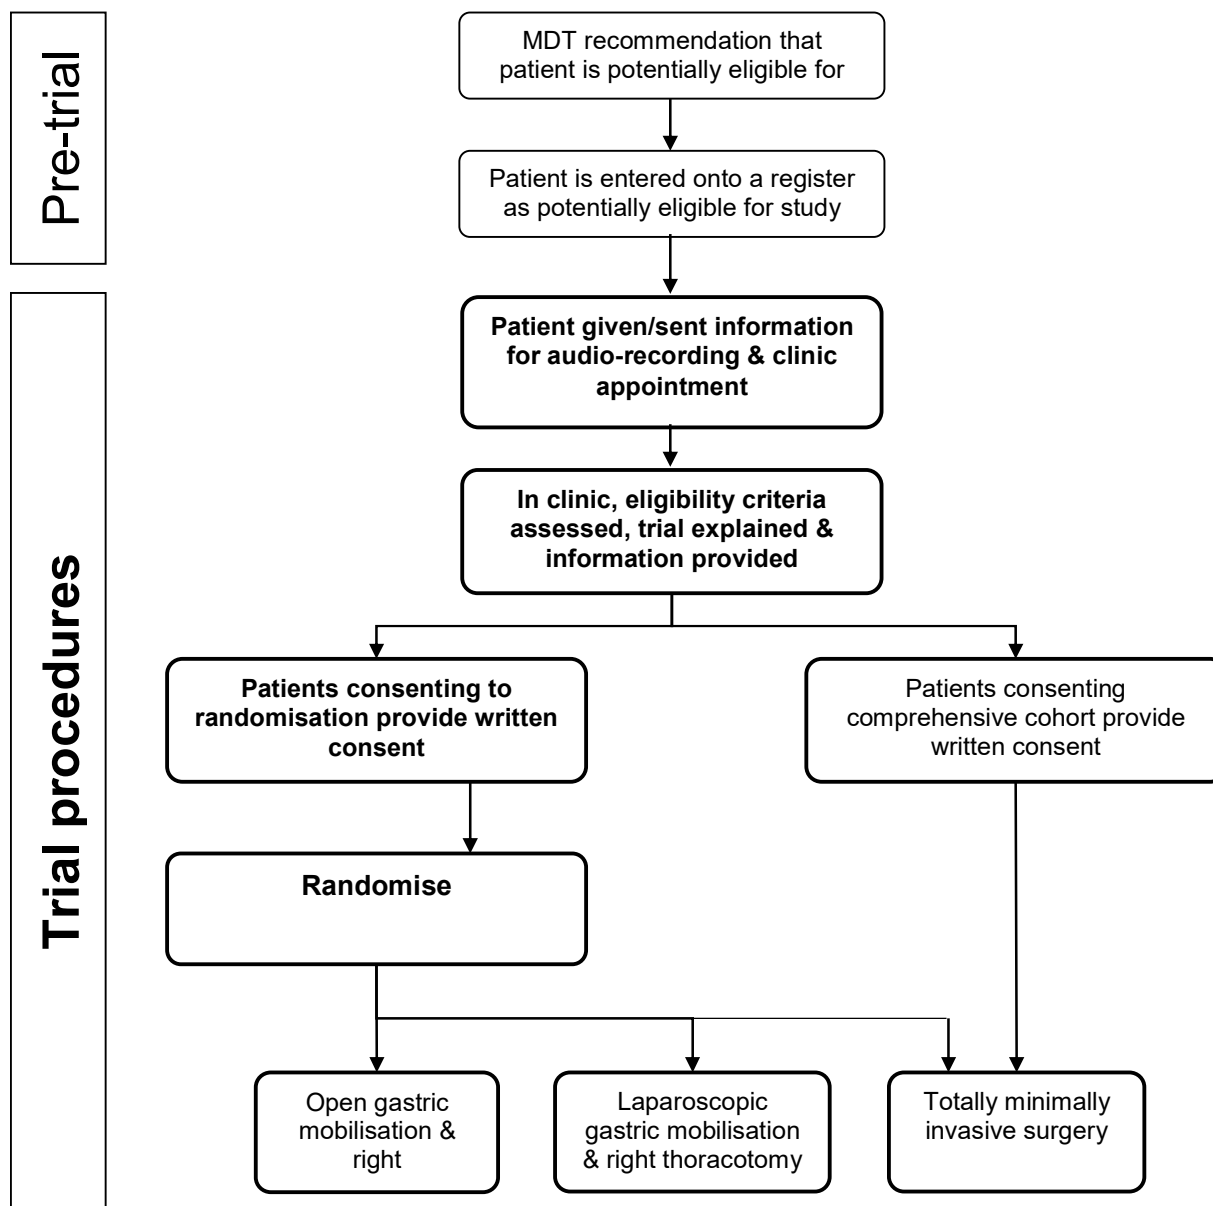 Pre-trial
MDT recommendation that
patient is potentially eligible for
Patient is entered onto a register
as potentially eligible for study
Trial procedures
Patient given/sent information
for audio-recording & clinic
appointment
In clinic, eligibility criteria
assessed, trial explained &
information provided
Patients consenting to
randomisation provide written
consent
Patients consenting
comprehensive cohort provide
written consent
Randomise
Open gastric
mobilisation &
right
Laparoscopic
gastric mobilisation
& right thoracotomy
Totally minimally
invasive surgery